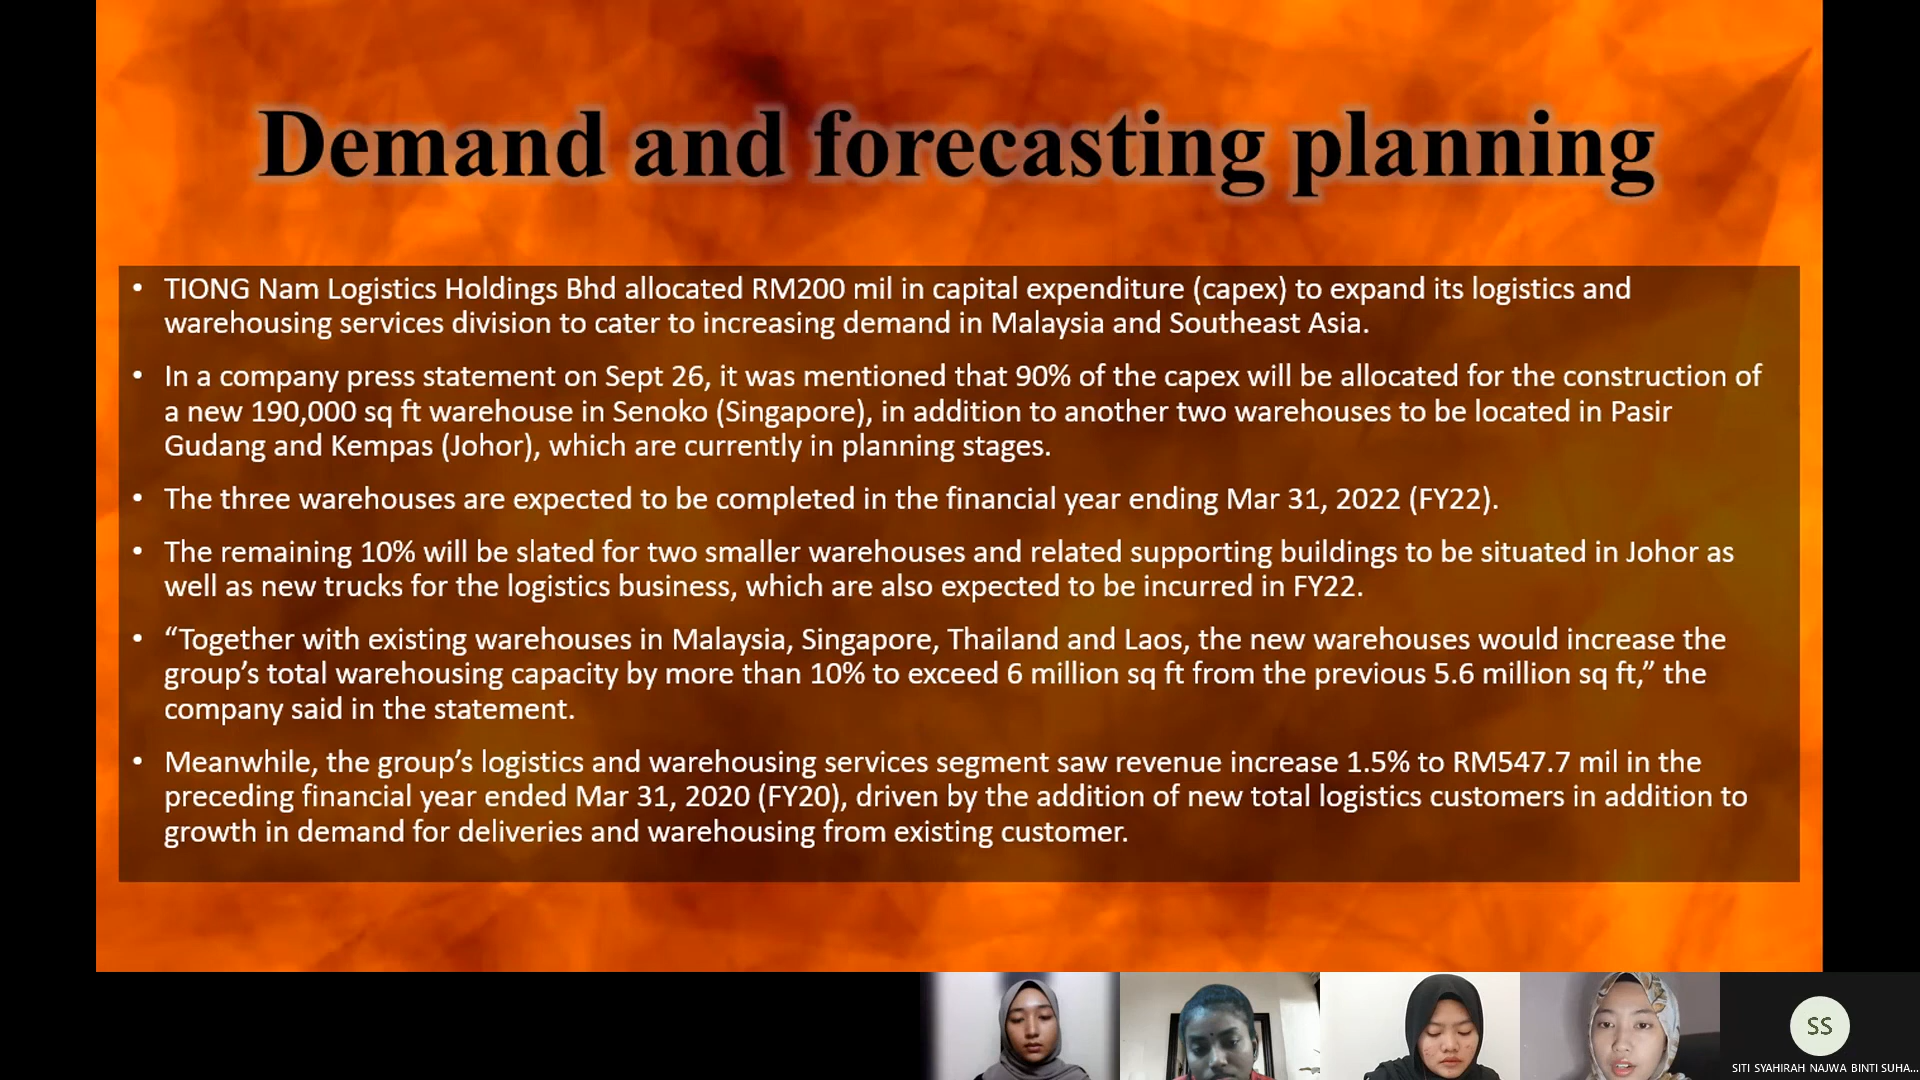 Demand and forecasting planning
• TIONG Nam Logistics Holdings Bhd allocated RM200 mil in capital expenditure (capex) to expand its logistics and
warehousing services division to cater to increasing demand in Malaysia and Southeast Asia.
• In a company press statement on Sept 26, it was mentioned that 90% of the capex will be allocated for the construction of
a new 190,000 sq ft warehouse in Senoko (Singapore), in addition to another two warehouses to be located in Pasir
Gudang and Kempas (Johor), which are currently in planning stages.
• The three warehouses are expected to be completed in the financial year ending Mar 31, 2022 (FY22).
• The remaining 10% will be slated for two smaller warehouses and related supporting buildings to be situated in Johor as
well as new trucks for the logistics business, which are also expected to be incurred in FY22.
• “Together with existing warehouses in Malaysia, Singapore, Thailand and Laos, the new warehouses would increase the
group’s total warehousing capacity by more than 10% to exceed 6 million sq ft from the previous 5.6 million sq ft,” the
company said in the statement.
• Meanwhile, the group’s logistics and warehousing services segment saw revenue increase 1.5% to RM547.7 mil in the
preceding financial year ended Mar 31, 2020 (FY20), driven by the addition of new total logistics customers in addition to
growth in demand for deliveries and warehousing from existing customer.
SS
SITI SYAHIRAH NAJWA BINTI SUHA...